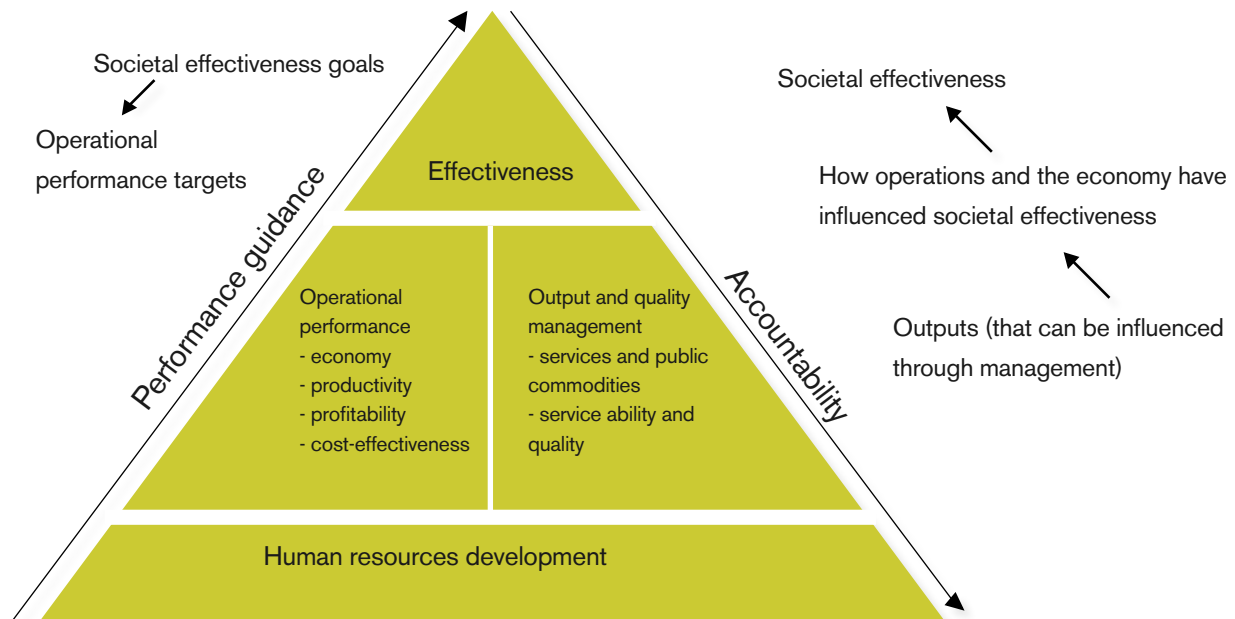 Societal effectiveness goals
Operational
performance targets
Performance guidance
Effectiveness
Operational
performance
- economy
- productivity
- profitability
- cost-effectiveness
Output and quality
management
- services and public
commodities
- service ability and
quality
Human resources development
Accountability
Societal effectiveness
How operations and the economy have
influenced societal effectiveness
Outputs (that can be influenced
through management)